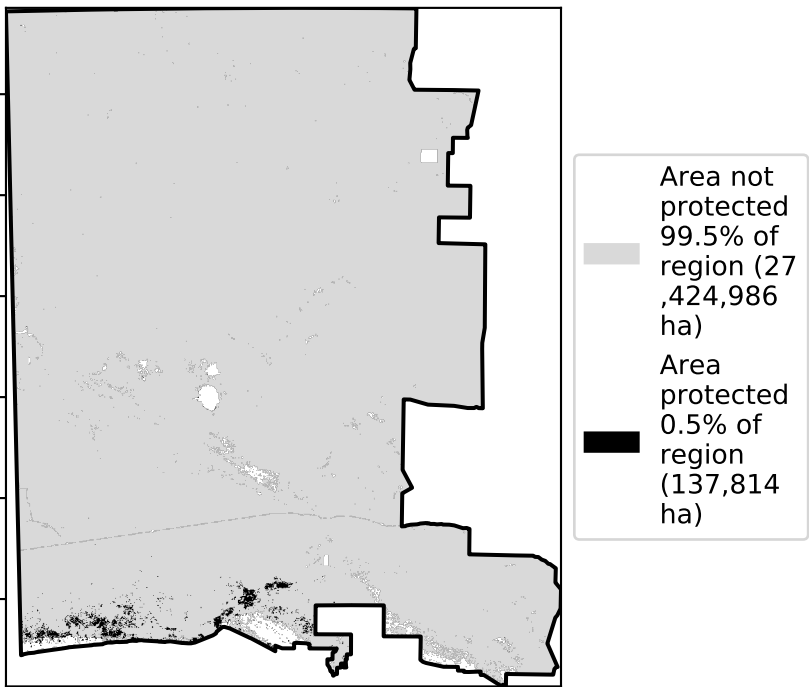 Area not
protected
99.5% of
region (27
,424,986
ha)
Area
protected
0.5% of
region
(137,814
ha)